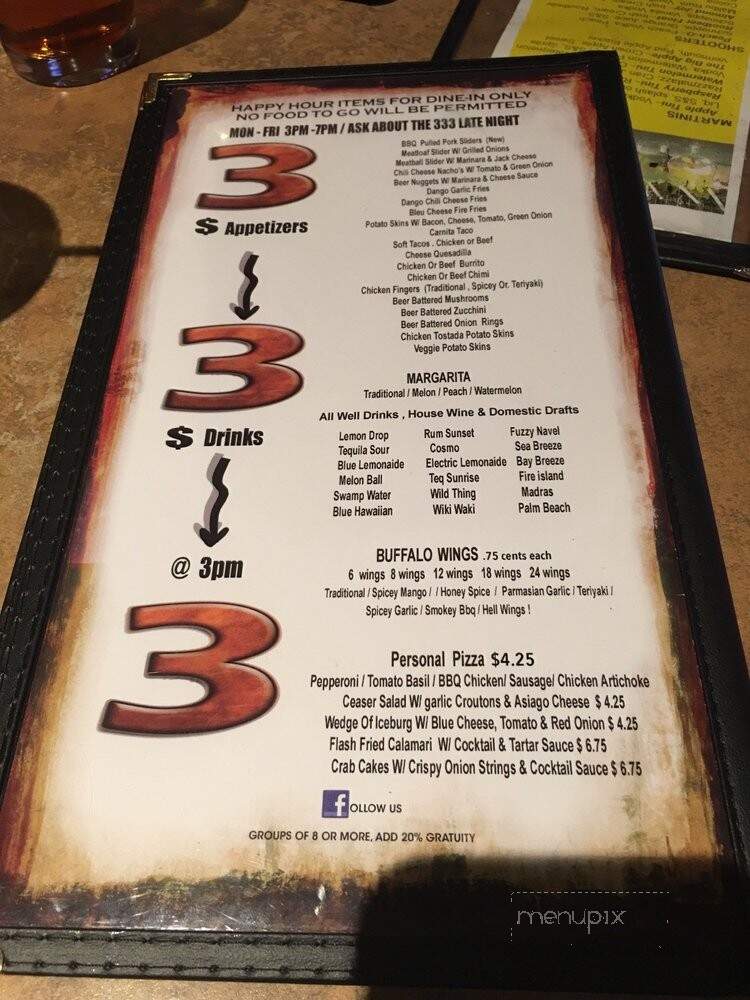 HAPPY HOUR ITEMS FOR DINE-IN ONLY
NO FOOD TO GO WILL BE PERMITTED
MON - FRI 3PM -7PM / ASK ABOUT THE 333 LATE NIGHT
3
$ Appetizers
3
$ Drinks
@ 3pm
3
BBQ Pulled Pork Sliders (New)
Meatloaf Slider W/ Grilled Onions
Meatball Slider W/ Marinara & Jack Cheese
Chili Cheese Nacho's W/ Tomato & Green Onion
Beer Nuggets W/ Marinara & Cheese Sauce
Dango Garlic Fries
Dango Chili Cheese Fries
Bleu Cheese Fire Fries
Potato Skins W/ Bacon, Cheese, Tomato, Green Onion
Carnita Taco
Soft Tacos . Chicken or Beef
Cheese Quesadilla
Chicken Or Beef Burrito
Chicken Or Beef Chimi
Chicken Fingers (Traditional , Spicey Or. Teriyaki)
Beer Battered Mushrooms
Beer Battered Zucchini
Beer Battered Onion Rings
Chicken Tostada Potato Skins
Veggie Potato Skins
MARGARITA
Traditional / Melon / Peach / Watermelon
All Well Drinks , House Wine & Domestic Drafts
Lemon Drop Rum Sunset Fuzzy Navel
Tequila Sour Cosmo Sea Breeze
Blue Lemonaide Electric Lemonaide Bay Breeze
Melon Ball Teq Sunrise Fire island
Swamp Water Wild Thing Madras
Blue Hawaiian Wiki Waki Palm Beach
BUFFALO WINGS .75 cents each
6 wings 8 wings 12 wings 18 wings 24 wings
Traditional / Spicey Mango / / Honey Spice / Parmasian Garlic / Teriyaki /
Spicey Garlic / Smokey Bbq / Hell Wings !
Personal Pizza $4.25
Pepperoni / Tomato Basil / BBQ Chicken/ Sausage/ Chicken Artichoke
Ceaser Salad W/ garlic Croutons & Asiago Cheese $ 4.25
Wedge Of Iceburg W/ Blue Cheese, Tomato & Red Onion $ 4.25
Flash Fried Calamari W/ Cocktail & Tartar Sauce $ 6.75
Crab Cakes W/ Crispy Onion Strings & Cocktail Sauce $ 6.75
fOLLOW US
GROUPS OF 8 OR MORE, ADD 20% GRATUITY
MARTINIS
SHOOTERS
menupix